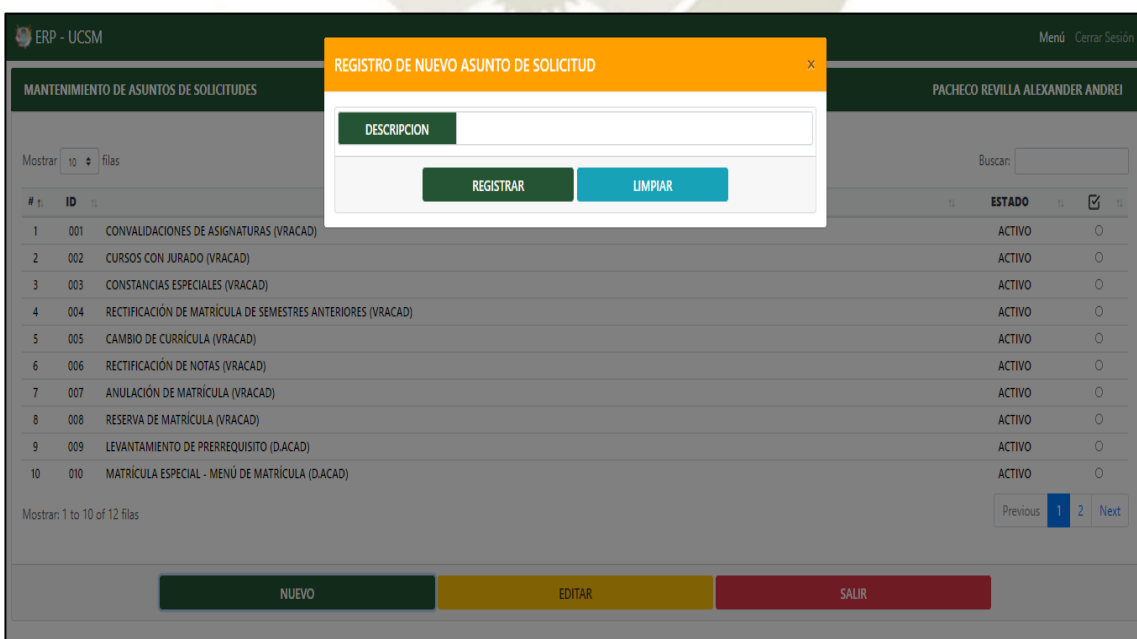 ERP - UCSM
Menú Cerrar Sesión
REGISTRO DE NUEVO ASUNTO DE SOLICITUD x
MANTENIMIENTO DE ASUNTOS DE SOLICITUDES
PACHECO REVILLA ALEXANDER ANDREI
DESCRIPCION
REGISTRAR LIMPIAR
Mostrar 10 filas
Buscar:
# ID ESTADO
1 001 CONVALIDACIONES DE ASIGNATURAS (VRACAD) ACTIVO
2 002 CURSOS CON JURADO (VRACAD) ACTIVO
3 003 CONSTANCIAS ESPECIALES (VRACAD) ACTIVO
4 004 RECTIFICACIÓN DE MATRÍCULA DE SEMESTRES ANTERIORES (VRACAD) ACTIVO
5 005 CAMBIO DE CURRÍCULA (VRACAD) ACTIVO
6 006 RECTIFICACIÓN DE NOTAS (VRACAD) ACTIVO
7 007 ANULACIÓN DE MATRÍCULA (VRACAD) ACTIVO
8 008 RESERVA DE MATRÍCULA (VRACAD) ACTIVO
9 009 LEVANTAMIENTO DE PRERREQUISITO (D.ACAD) ACTIVO
10 010 MATRÍCULA ESPECIAL - MENÚ DE MATRÍCULA (D.ACAD) ACTIVO
Mostrar: 1 to 10 of 12 filas
Previous 1 2 Next
NUEVO EDITAR SALIR